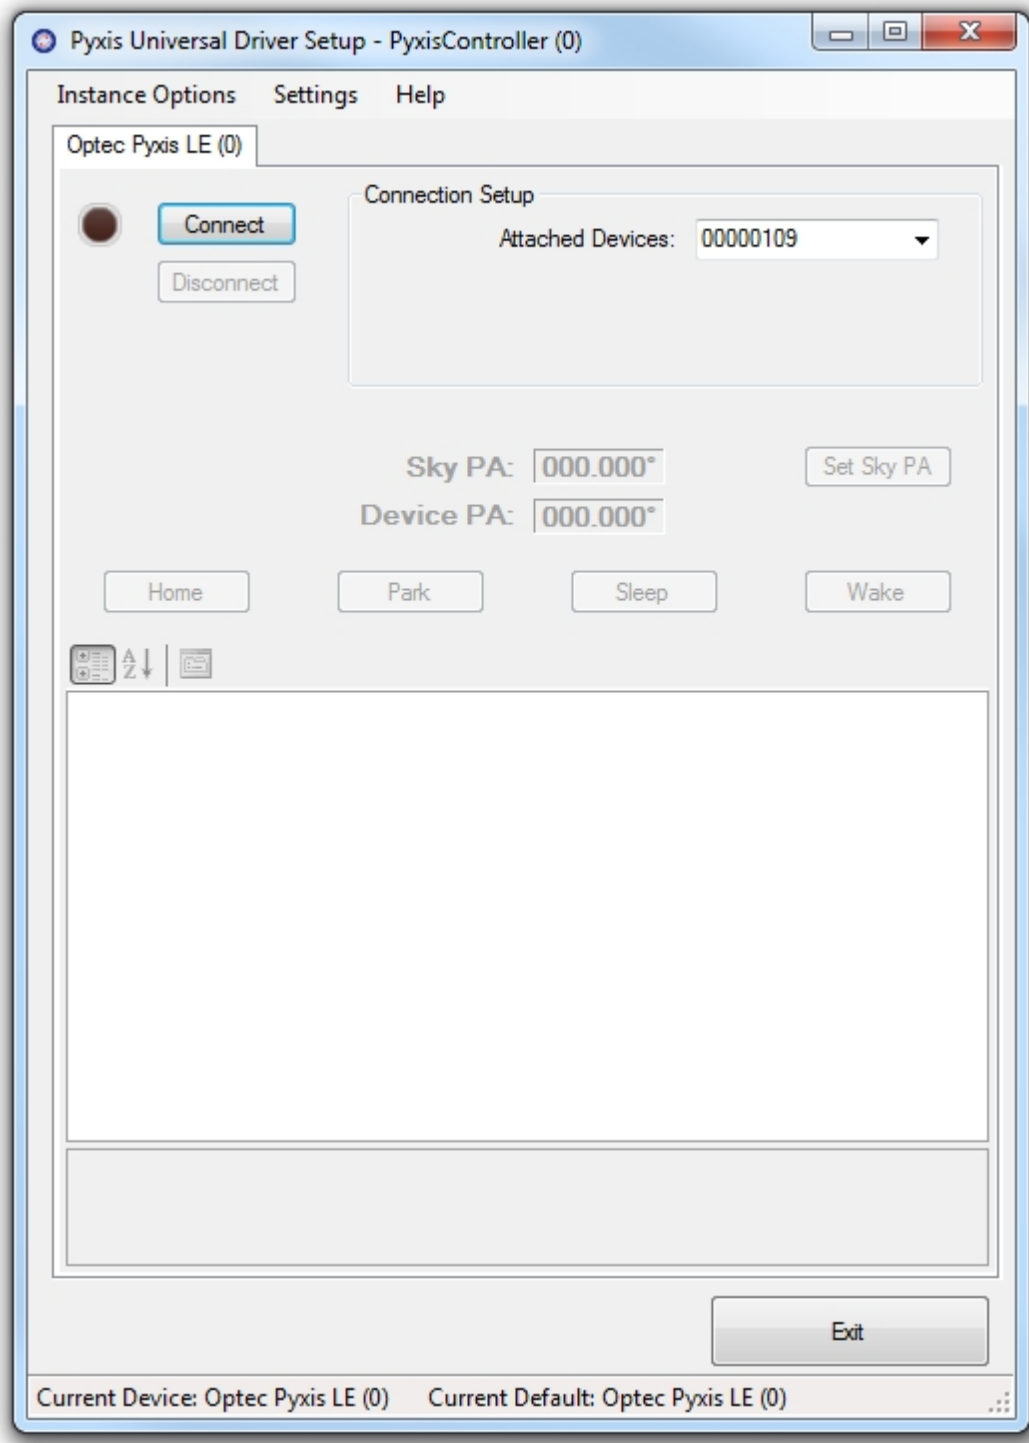 Pyxis Universal Driver Setup - PyxisController (0)
Instance Options Settings Help
Optec Pyxis LE (0)
Connection Setup
Connect
Attached Devices: 00000109
Disconnect
Sky PA: 000.000° Set Sky PA
Device PA: 000.000°
Home Park Sleep Wake
AZ
Exit
Current Device: Optec Pyxis LE (0) Current Default: Optec Pyxis LE (0)